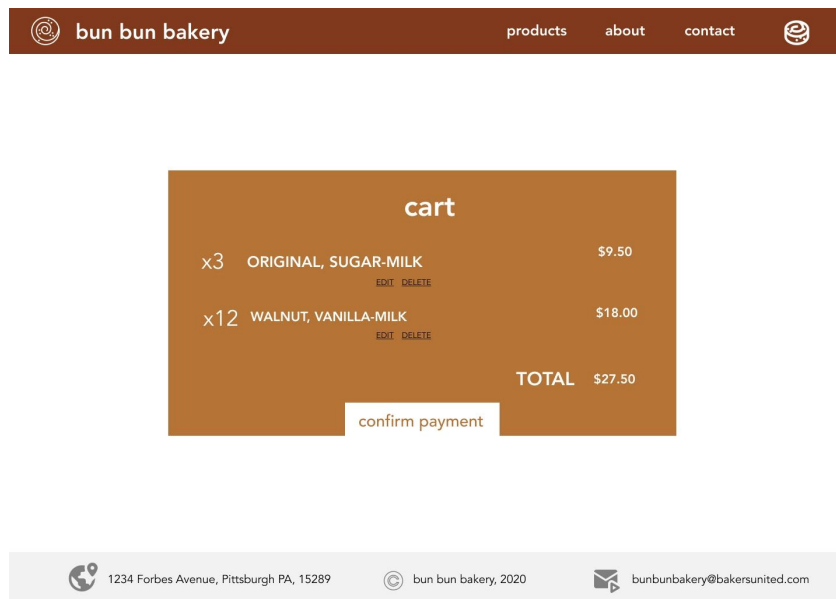 bun bun bakery products about contact
cart
x3 ORIGINAL, SUGAR-MILK $9.50
EDIT DELETE
x12 WALNUT, VANILLA-MILK $18.00
EDIT DELETE
TOTAL $27.50
confirm payment
1234 Forbes Avenue, Pittsburgh PA, 15289 © bun bun bakery, 2020 bunbunbakery@bakersunited.com